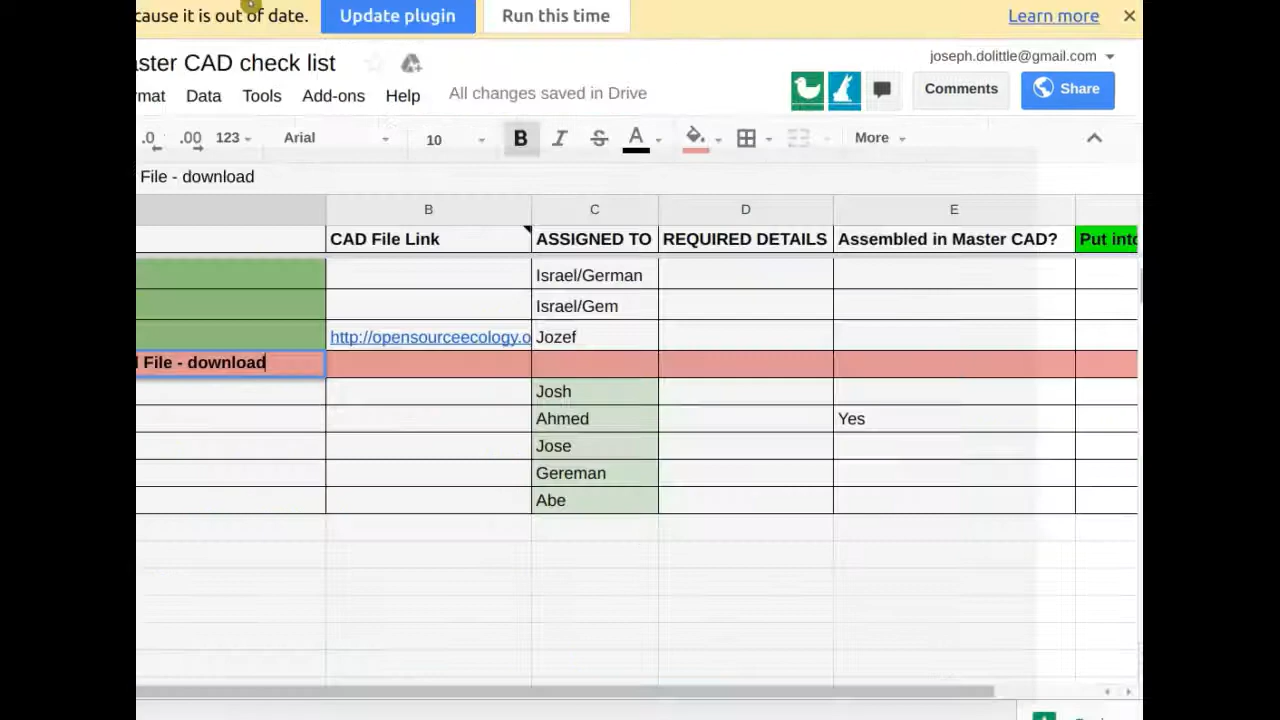 cause it is out of date. Update plugin Run this time Learn more
aster CAD check list
joseph.dolittle@gmail.com
rmat Data Tools Add-ons Help All changes saved in Drive Comments Share
.0 .00 123 Arial 10 B I S A More
File - download
B C D E
CAD File Link ASSIGNED TO REQUIRED DETAILS Assembled in Master CAD? Put into
Israel/German
Israel/Gem
http://opensourceecology.o Jozef
File - download
Josh
Ahmed Yes
Jose
Gereman
Abe